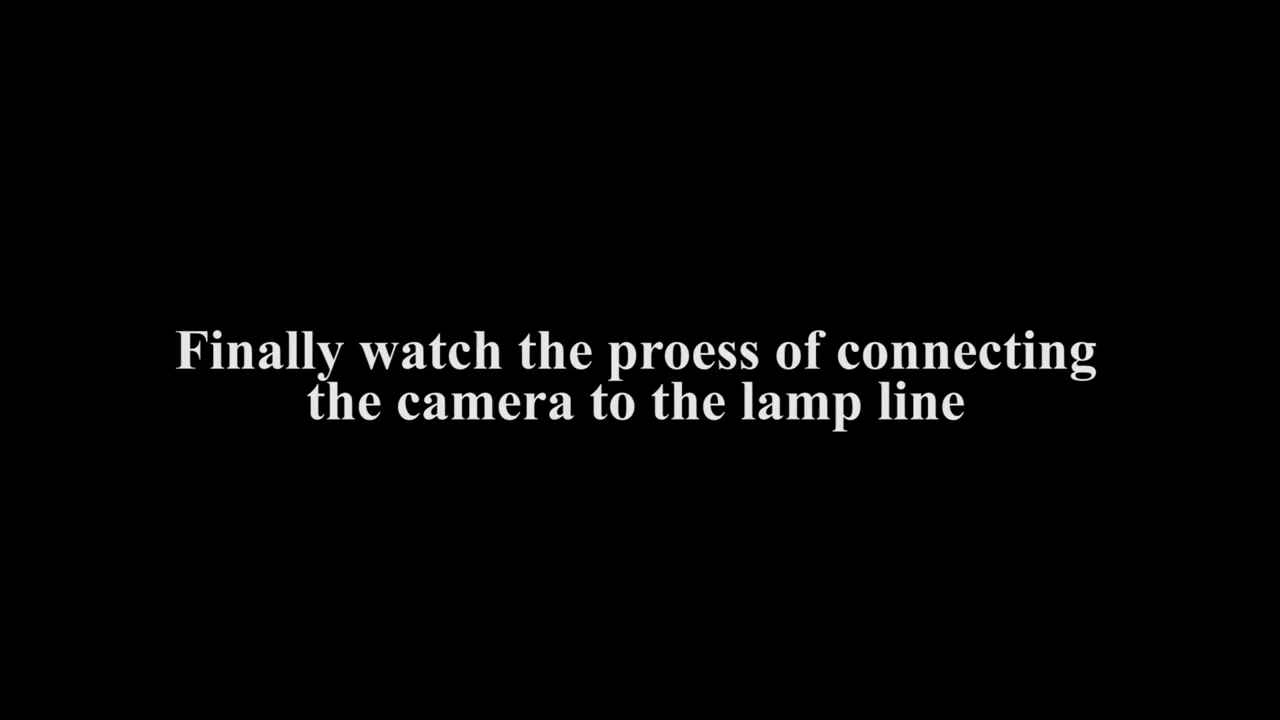 Finally watch the proess of connecting
the camera to the lamp line